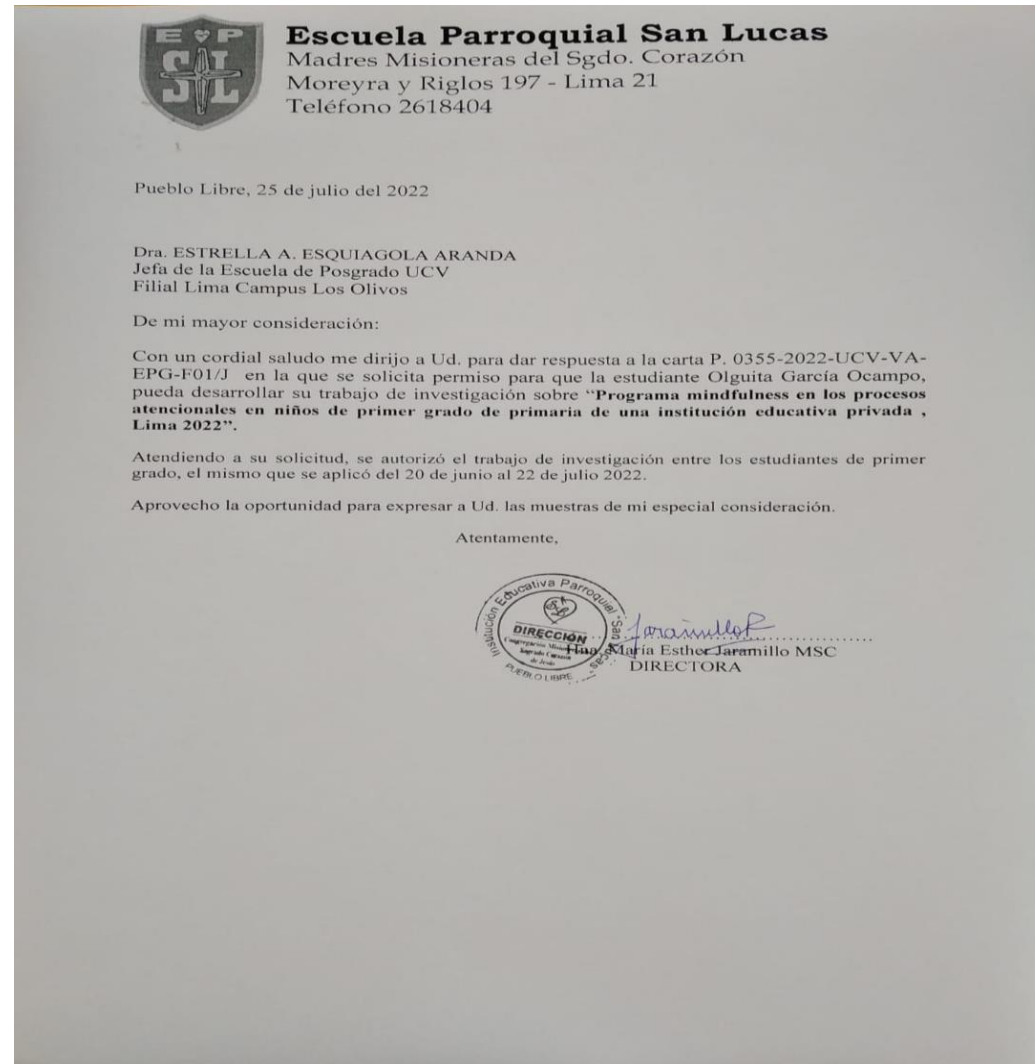 E P
SL
Escuela Parroquial San Lucas
Madres Misioneras del Sgdo. Corazón
Moreyra y Riglos 197 - Lima 21
Teléfono 2618404
Pueblo Libre, 25 de julio del 2022
Dra. ESTRELLA A. ESQUIAGOLA ARANDA
Jefa de la Escuela de Posgrado UCV
Filial Lima Campus Los Olivos
De mi mayor consideración:
Con un cordial saludo me dirijo a Ud. para dar respuesta a la carta P. 0355-2022-UCV-VA-
EPG-F01/J en la que se solicita permiso para que la estudiante Olguita García Ocampo,
pueda desarrollar su trabajo de investigación sobre “Programa mindfulness en los procesos
atencionales en niños de primer grado de primaria de una institución educativa privada ,
Lima 2022”.
Atendiendo a su solicitud, se autorizó el trabajo de investigación entre los estudiantes de primer
grado, el mismo que se aplicó del 20 de junio al 22 de julio 2022.
Aprovecho la oportunidad para expresar a Ud. las muestras de mi especial consideración.
Atentamente,
Institución Educativa Parroquial "San Lucas"
DIRECCIÓN
Sagrado Corazón
de Jesús
PUEBLO LIBRE
Hna. María Esther Jaramillo MSC
DIRECTORA